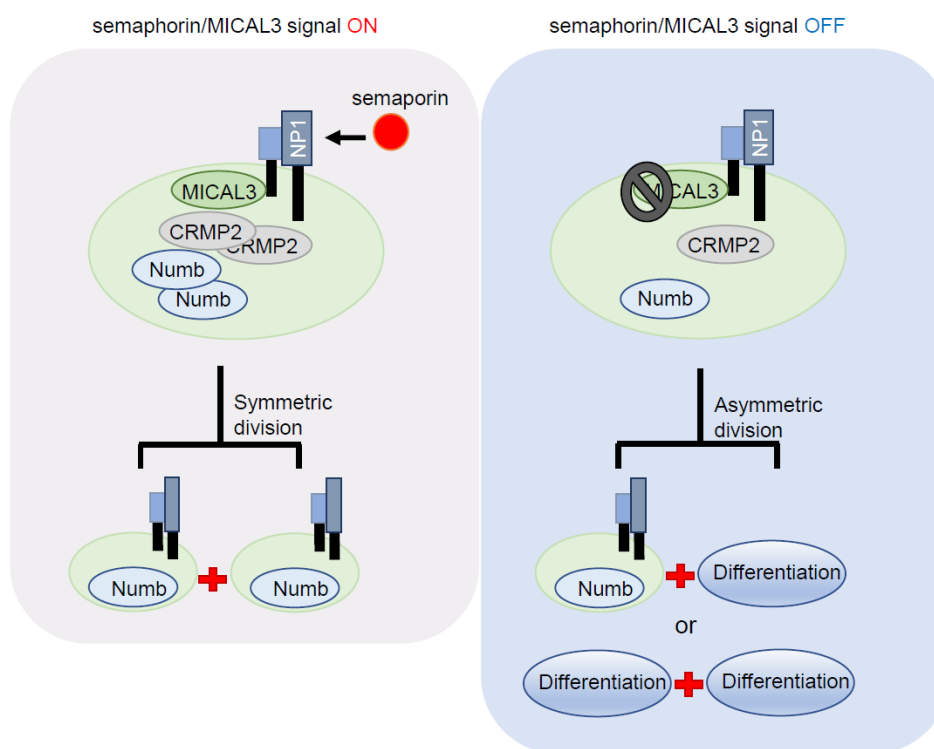 semaphorin/MICAL3 signal ON
semaporin
NP1
MICAL3
CRMP2
CRMP2
Numb
Numb
Symmetric
division
Numb
Numb
semaphorin/MICAL3 signal OFF
NP1
MICAL3
CRMP2
Numb
Asymmetric
division
Numb
Differentiation
or
Differentiation
Differentiation